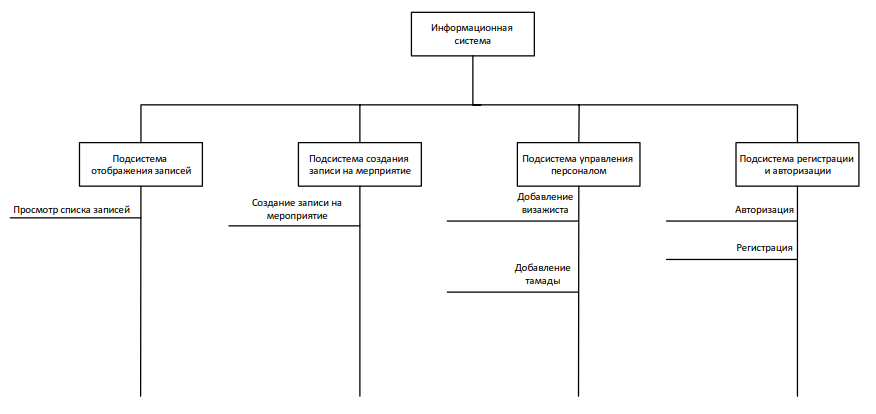 Информационная
система
Подсистема
отображения записей
Подсистема создания
записи на мерприятие
Подсистема управления
персоналом
Подсистема регистрации
и авторизации
Просмотр списка записей
Создание записи на
мероприятие
Добавление
визажиста
Добавление
тамады
Авторизация
Регистрация